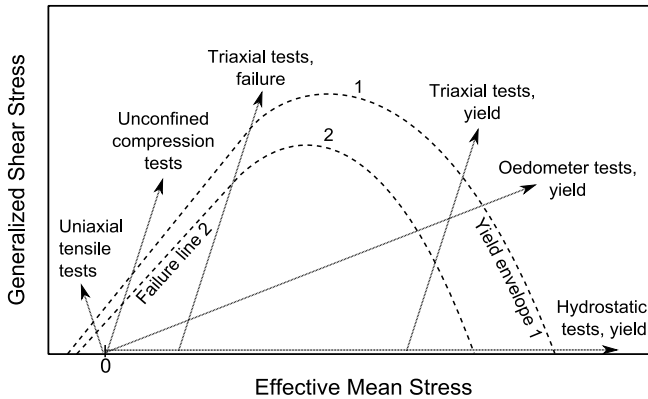 Generalized Shear Stress
Triaxial tests,
failure
1
Triaxial tests,
yield
Unconfined
compression
tests
2
Oedometer tests,
yield
Uniaxial
tensile
tests
Failure line 2
Yield envelope 1
Hydrostatic
tests, yield
0
Effective Mean Stress